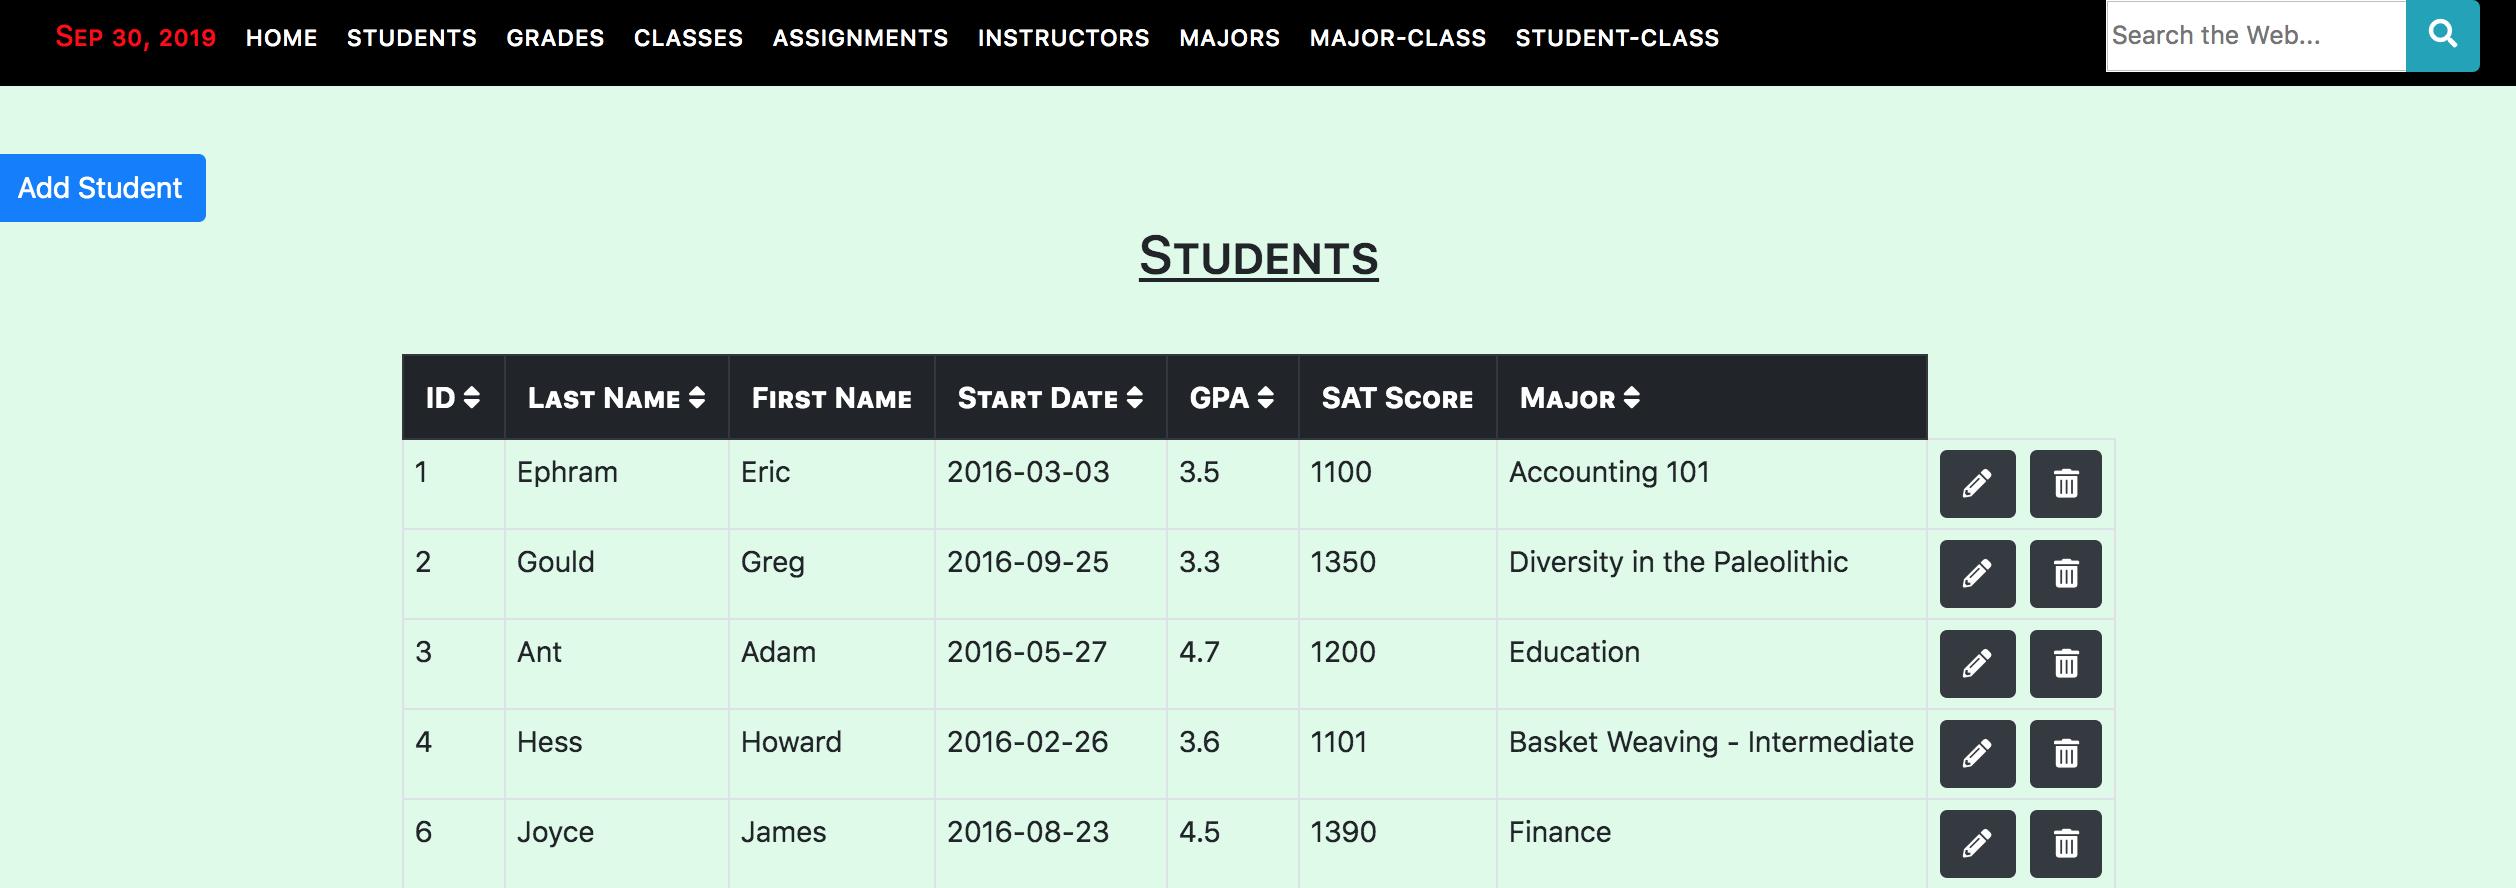 Sep 30, 2019 HOME STUDENTS GRADES CLASSES ASSIGNMENTS INSTRUCTORS MAJORS MAJOR-CLASS STUDENT-CLASS Search the Web...
Add Student
Students
ID Last Name First Name Start Date GPA SAT Score Major
1 Ephram Eric 2016-03-03 3.5 1100 Accounting 101
2 Gould Greg 2016-09-25 3.3 1350 Diversity in the Paleolithic
3 Ant Adam 2016-05-27 4.7 1200 Education
4 Hess Howard 2016-02-26 3.6 1101 Basket Weaving - Intermediate
6 Joyce James 2016-08-23 4.5 1390 Finance